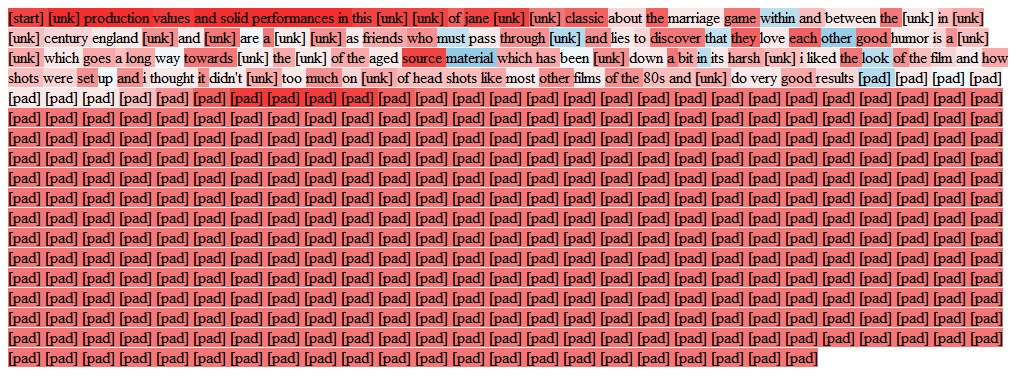 [start] [unk] production values and solid performances in this [unk] [unk] of jane [unk] [unk] classic about the marriage game within and between the [unk] in [unk]
[unk] century england [unk] and [unk] are a [unk] [unk] as friends who must pass through [unk] and lies to discover that they love each other good humor is a [unk]
[unk] which goes a long way towards [unk] the [unk] of the aged source material which has been [unk] down a bit in its harsh [unk] i liked the look of the film and how
shots were set up and i thought it didn't [unk] too much on [unk] of head shots like most other films of the 80s and [unk] do very good results [pad] [pad] [pad] [pad]
[pad] [pad] [pad] [pad] [pad] [pad] [pad] [pad] [pad] [pad] [pad] [pad] [pad] [pad] [pad] [pad] [pad] [pad] [pad] [pad] [pad] [pad] [pad] [pad] [pad] [pad] [pad]
[pad] [pad] [pad] [pad] [pad] [pad] [pad] [pad] [pad] [pad] [pad] [pad] [pad] [pad] [pad] [pad] [pad] [pad] [pad] [pad] [pad] [pad] [pad] [pad] [pad] [pad] [pad]
[pad] [pad] [pad] [pad] [pad] [pad] [pad] [pad] [pad] [pad] [pad] [pad] [pad] [pad] [pad] [pad] [pad] [pad] [pad] [pad] [pad] [pad] [pad] [pad] [pad] [pad] [pad]
[pad] [pad] [pad] [pad] [pad] [pad] [pad] [pad] [pad] [pad] [pad] [pad] [pad] [pad] [pad] [pad] [pad] [pad] [pad] [pad] [pad] [pad] [pad] [pad] [pad] [pad] [pad]
[pad] [pad] [pad] [pad] [pad] [pad] [pad] [pad] [pad] [pad] [pad] [pad] [pad] [pad] [pad] [pad] [pad] [pad] [pad] [pad] [pad] [pad] [pad] [pad] [pad] [pad] [pad]
[pad] [pad] [pad] [pad] [pad] [pad] [pad] [pad] [pad] [pad] [pad] [pad] [pad] [pad] [pad] [pad] [pad] [pad] [pad] [pad] [pad] [pad] [pad] [pad] [pad] [pad] [pad]
[pad] [pad] [pad] [pad] [pad] [pad] [pad] [pad] [pad] [pad] [pad] [pad] [pad] [pad] [pad] [pad] [pad] [pad] [pad] [pad] [pad] [pad] [pad] [pad] [pad] [pad] [pad]
[pad] [pad] [pad] [pad] [pad] [pad] [pad] [pad] [pad] [pad] [pad] [pad] [pad] [pad] [pad] [pad] [pad] [pad] [pad] [pad] [pad] [pad] [pad] [pad] [pad] [pad] [pad]
[pad] [pad] [pad] [pad] [pad] [pad] [pad] [pad] [pad] [pad] [pad] [pad] [pad] [pad] [pad] [pad] [pad] [pad] [pad] [pad] [pad] [pad] [pad] [pad] [pad] [pad] [pad]
[pad] [pad] [pad] [pad] [pad] [pad] [pad] [pad] [pad] [pad] [pad] [pad] [pad] [pad] [pad] [pad] [pad] [pad] [pad] [pad] [pad] [pad] [pad] [pad] [pad] [pad] [pad]
[pad] [pad] [pad] [pad] [pad] [pad] [pad] [pad] [pad] [pad] [pad] [pad] [pad] [pad] [pad] [pad] [pad] [pad] [pad] [pad] [pad] [pad] [pad] [pad] [pad] [pad] [pad]
[pad] [pad] [pad] [pad] [pad] [pad] [pad] [pad] [pad] [pad] [pad] [pad] [pad] [pad] [pad] [pad] [pad] [pad] [pad] [pad] [pad] [pad] [pad] [pad] [pad] [pad] [pad]
[pad] [pad] [pad] [pad] [pad] [pad] [pad] [pad] [pad] [pad] [pad] [pad] [pad] [pad] [pad] [pad] [pad] [pad] [pad] [pad] [pad] [pad] [pad] [pad] [pad] [pad] [pad]
[pad] [pad] [pad] [pad] [pad] [pad] [pad] [pad] [pad] [pad] [pad] [pad] [pad] [pad] [pad] [pad] [pad] [pad] [pad] [pad] [pad] [pad]